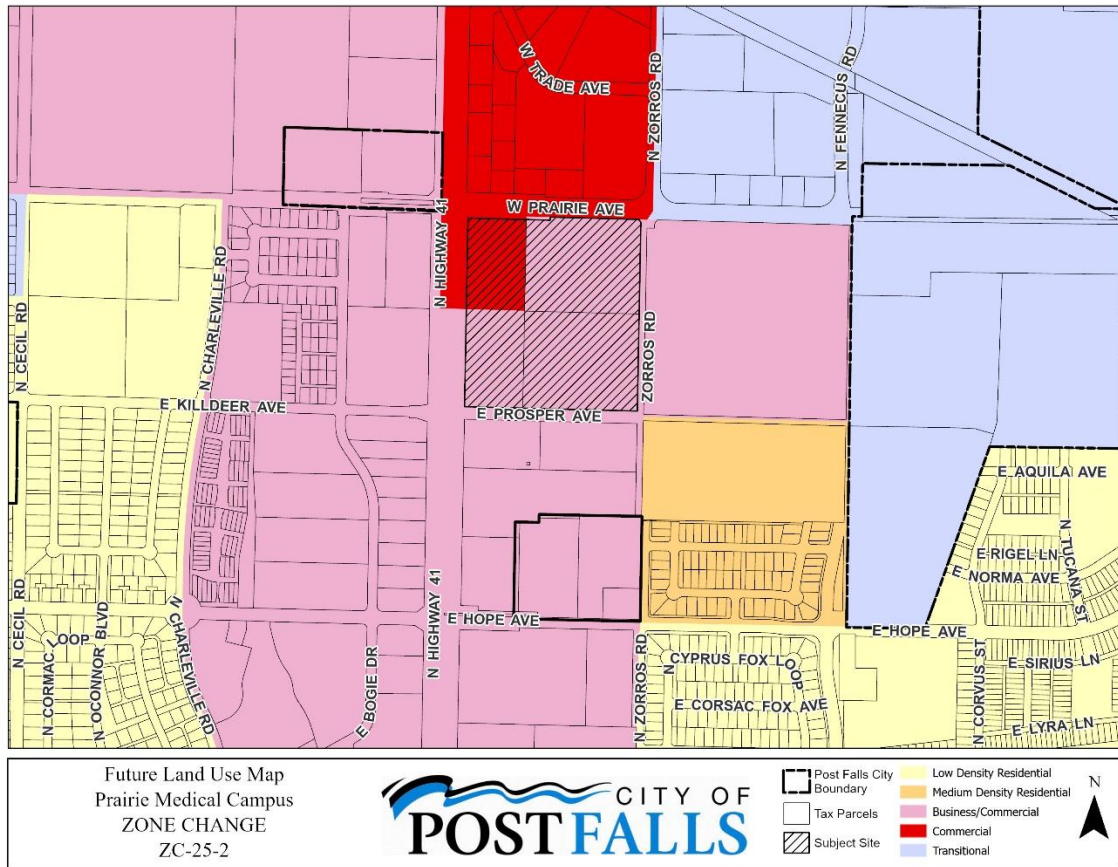 W TRADE AVE
N ZORROS RD
N FENNECUS RD
W PRAIRIE AVE
N HIGHWAY 41
N CECIL RD
N CHARLEVILLE RD
ZORROS RD
E KILLDEER AVE
E PROSPER AVE
E AQUILA AVE
N TUCANA ST
E RIGEL LN
E NORMA AVE
N CECIL RD
N CORMAC LOOP
N OCONNOR BLVD
N CHARLEVILLE RD
E BOGIE DR
N HIGHWAY 41
E HOPE AVE
N ZORROS RD
N CYPRUS FOX LOOP
E CORSAC FOX AVE
E HOPE AVE
N CORVUS ST
E SIRIUS LN
E LYRA LN
Future Land Use Map
Prairie Medical Campus
ZONE CHANGE
ZC-25-2
CITY OF
POST FALLS
Post Falls City
Boundary
Tax Parcels
Subject Site
Low Density Residential
Medium Density Residential
Business/Commercial
Commercial
Transitional
N